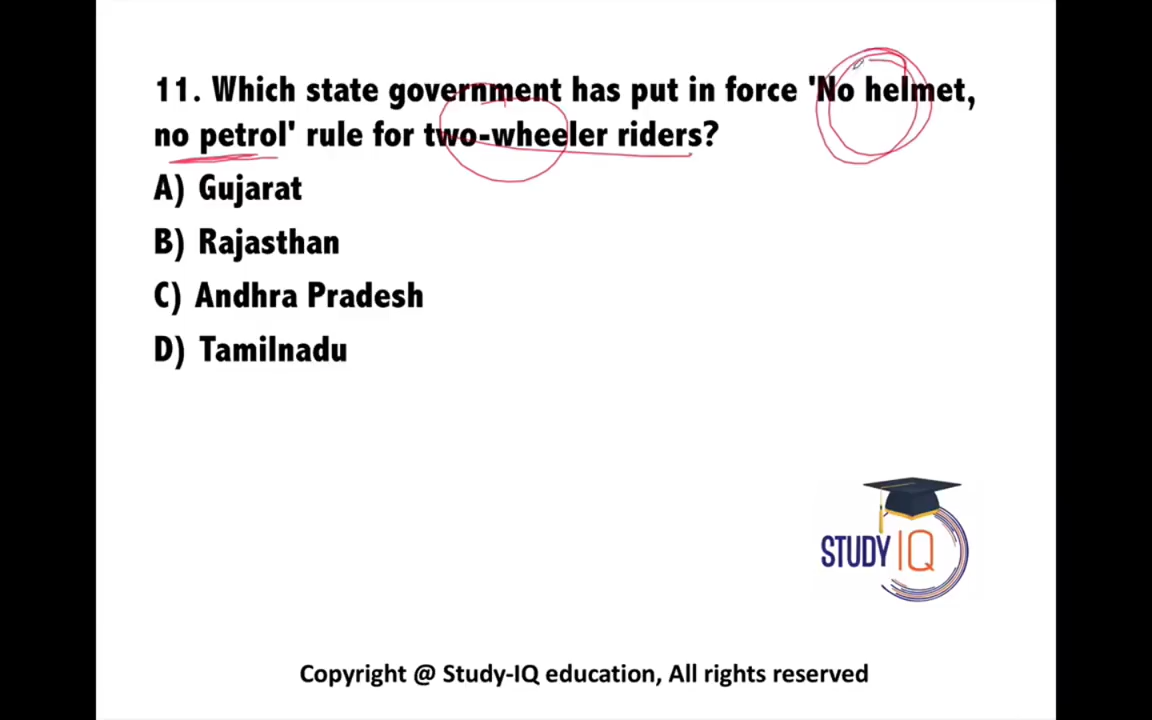 11. Which state government has put in force 'No helmet,
no petrol' rule for two-wheeler riders?
A) Gujarat
B) Rajasthan
C) Andhra Pradesh
D) Tamilnadu
STUDY IQ
Copyright @ Study-IQ education, All rights reserved